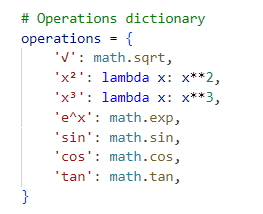 # Operations dictionary
operations = {
    '√': math.sqrt,
    'x²': lambda x: x**2,
    'x³': lambda x: x**3,
    'e^x': math.exp,
    'sin': math.sin,
    'cos': math.cos,
    'tan': math.tan,
}